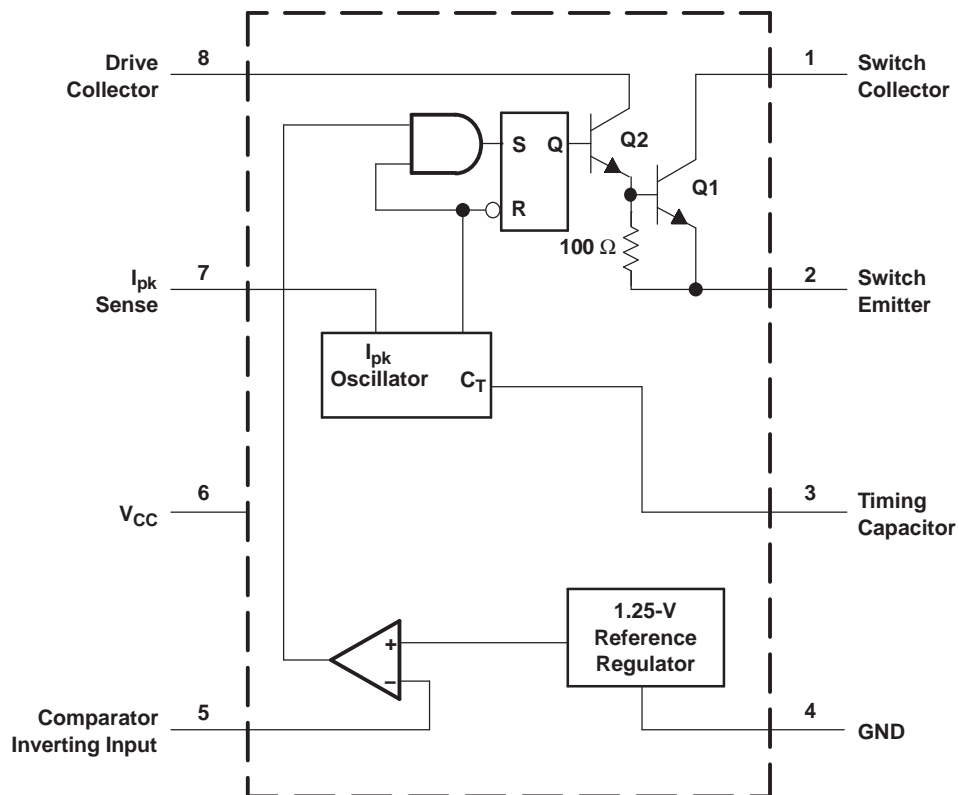 Drive
Collector
8
1
Switch
Collector
S
Q
Q2
Q1
R
100 Ω
Ipk
Sense
7
2
Switch
Emitter
Ipk
Oscillator
CT
6
VCC
3
Timing
Capacitor
1.25-V
Reference
Regulator
+
−
Comparator
Inverting Input
5
4
GND